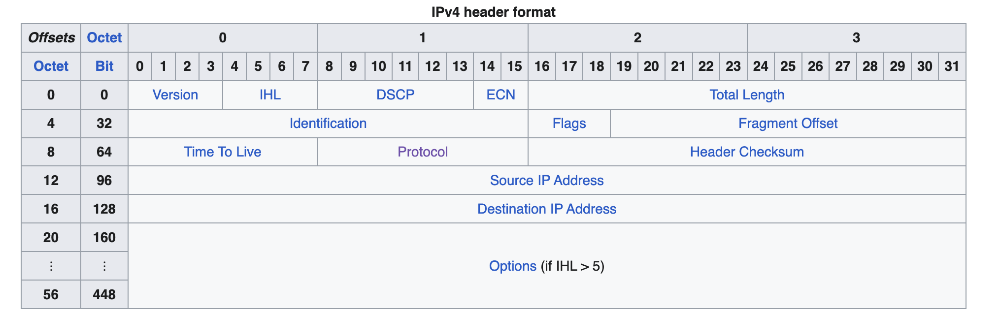 IPv4 header format
Offsets Octet 0 1 2 3
Octet Bit 0 1 2 3 4 5 6 7 8 9 10 11 12 13 14 15 16 17 18 19 20 21 22 23 24 25 26 27 28 29 30 31
0 0 Version IHL DSCP ECN Total Length
4 32 Identification Flags Fragment Offset
8 64 Time To Live Protocol Header Checksum
12 96 Source IP Address
16 128 Destination IP Address
20 160
⋮ ⋮ Options (if IHL > 5)
56 448